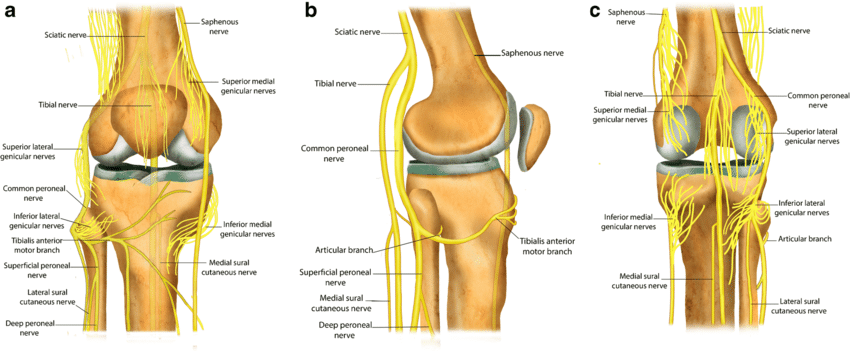 a
Sciatic nerve
Saphenous
nerve
Superior medial
genicular nerves
Tibial nerve
Superior lateral
genicular nerves
Common peroneal
nerve
Inferior lateral
genicular nerves
Tibialis anterior
motor branch
Superficial peroneal
nerve
Lateral sural
cutaneous nerve
Deep peroneal
nerve
Inferior medial
genicular nerves
Medial sural
cutaneous nerve
b
Sciatic nerve
Saphenous nerve
Tibial nerve
Common peroneal
nerve
Articular branch
Tibialis anterior
motor branch
Superficial peroneal
nerve
Medial sural
cutaneous nerve
Deep peroneal
nerve
c
Saphenous
nerve
Sciatic nerve
Tibial nerve
Common peroneal
nerve
Superior medial
genicular nerves
Superior lateral
genicular nerves
Inferior lateral
genicular nerves
Inferior medial
genicular nerves
Articular branch
Medial sural
cutaneous nerve
Lateral sural
cutaneous nerve